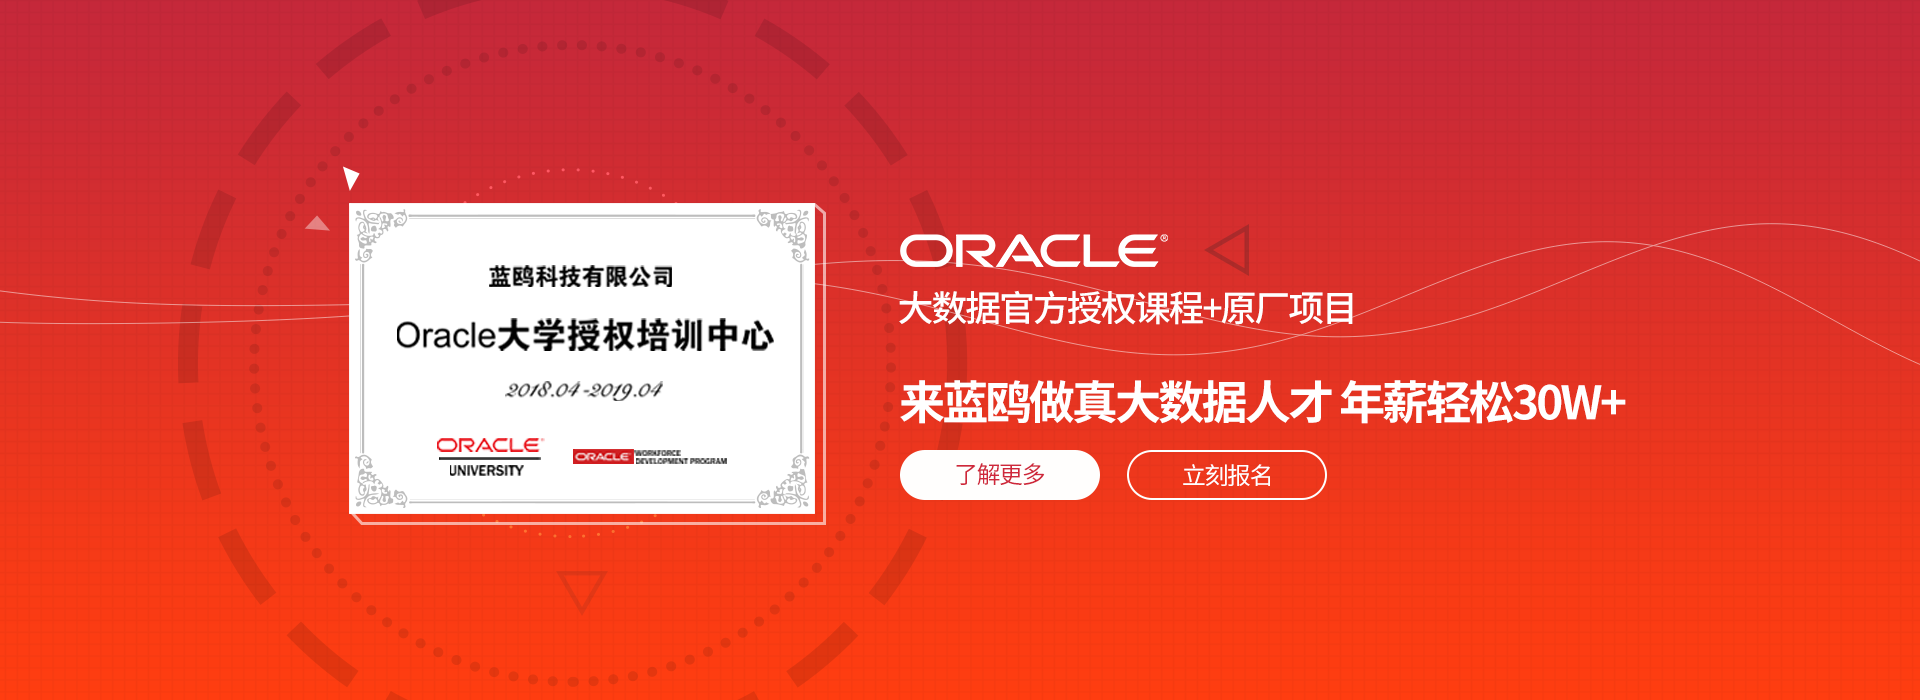 蓝鸥科技有限公司
Oracle大学授权培训中心
2018.04-2019.04
ORACLE
UNIVERSITY
ORACLE
WORKFORCE
DEVELOPMENT PROGRAM
ORACLE®
大数据官方授权课程+原厂项目
来蓝鸥做真大数据人才 年薪轻松30W+
了解更多
立刻报名